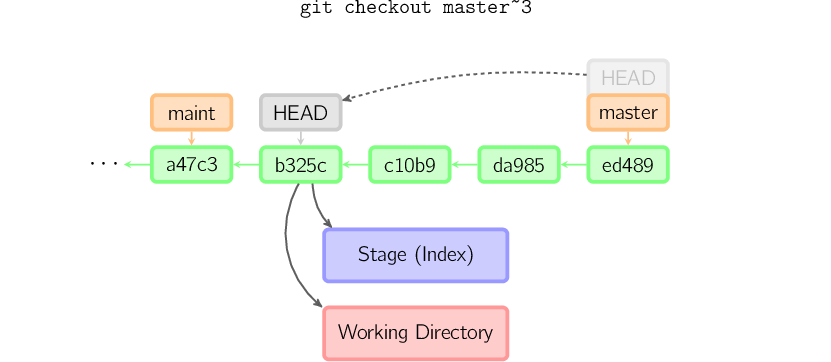 git checkout master~3
HEAD
maint
HEAD
master
...
a47c3
b325c
c10b9
da985
ed489
Stage (Index)
Working Directory